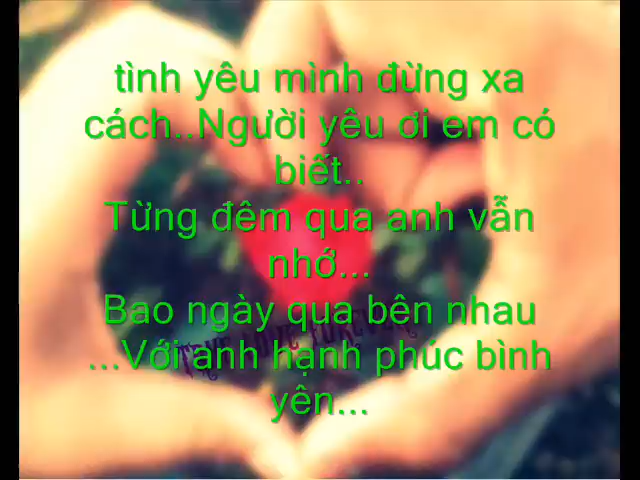 tình yêu mình đừng xa
cách..Người yêu ơi em có
biết..
Từng đêm qua anh vẫn
nhớ...
Bao ngày qua bên nhau
...Với anh hạnh phúc bình
yên...